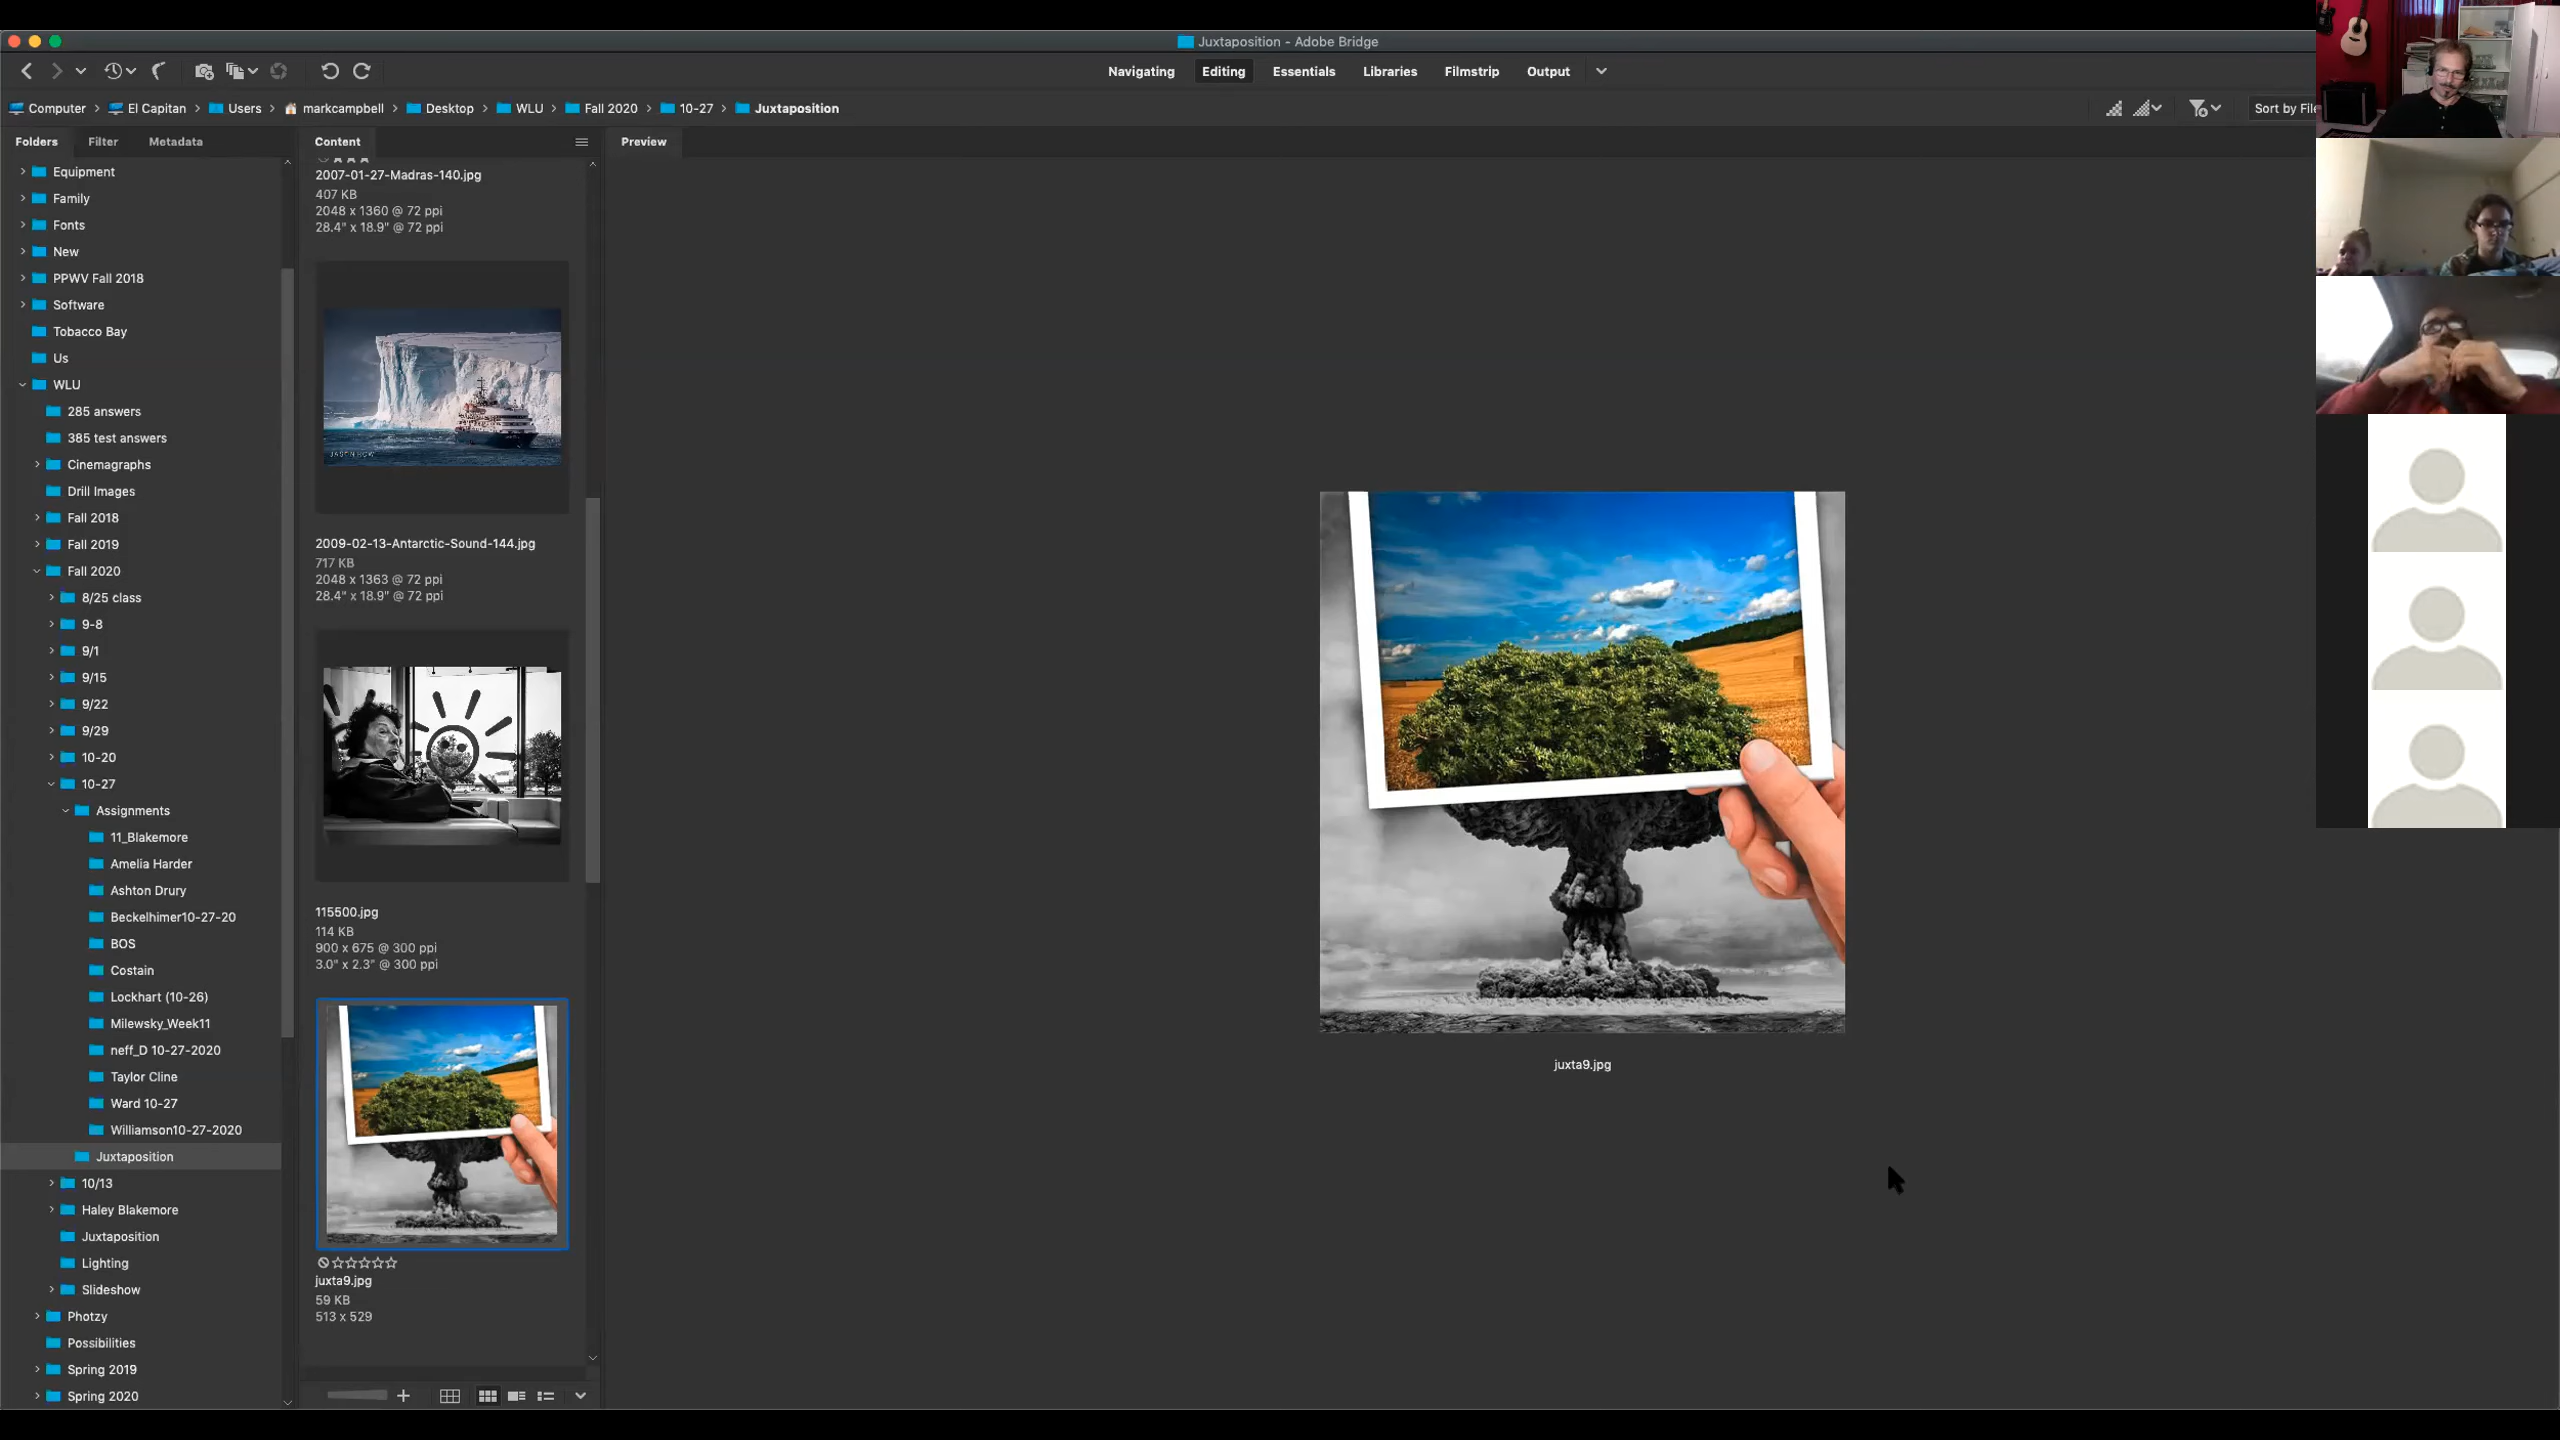 Juxtaposition - Adobe Bridge
Navigating Editing Essentials Libraries Filmstrip Output
Computer El Capitan Users markcampbell Desktop WLU Fall 2020 10-27 Juxtaposition
Sort by File
Folders Filter Metadata
Equipment
Family
Fonts
New
PPWV Fall 2018
Software
Tobacco Bay
Us
WLU
285 answers
385 test answers
Cinemagraphs
Drill Images
Fall 2018
Fall 2019
Fall 2020
8/25 class
9-8
9/1
9/15
9/22
9/29
10-20
10-27
Assignments
11_Blakemore
Amelia Harder
Ashton Drury
Beckelhimer10-27-20
BOS
Costain
Lockhart (10-26)
Milewsky_Week11
neff_D 10-27-2020
Taylor Cline
Ward 10-27
Williamson10-27-2020
Juxtaposition
10/13
Haley Blakemore
Juxtaposition
Lighting
Slideshow
Photzy
Possibilities
Spring 2019
Spring 2020
Content
2007-01-27-Madras-140.jpg
407 KB
2048 x 1360 @ 72 ppi
28.4" x 18.9" @ 72 ppi
2009-02-13-Antarctic-Sound-144.jpg
717 KB
2048 x 1363 @ 72 ppi
28.4" x 18.9" @ 72 ppi
115500.jpg
114 KB
900 x 675 @ 300 ppi
3.0" x 2.3" @ 300 ppi
juxta9.jpg
59 KB
513 x 529
Preview
juxta9.jpg